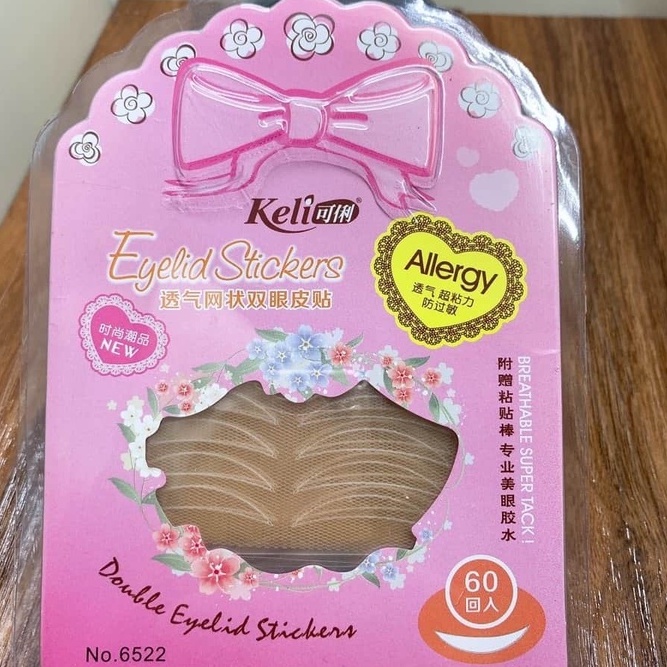 Keli可俐®
Eyelid Stickers
透气网状双眼皮贴
Allergy
透气 超粘力
防过敏
时尚潮品
NEW
BREATHABLE SUPER TACK!
附赠粘贴棒 专业美眼胶水
60
回入
Double Eyelid Stickers
No.6522